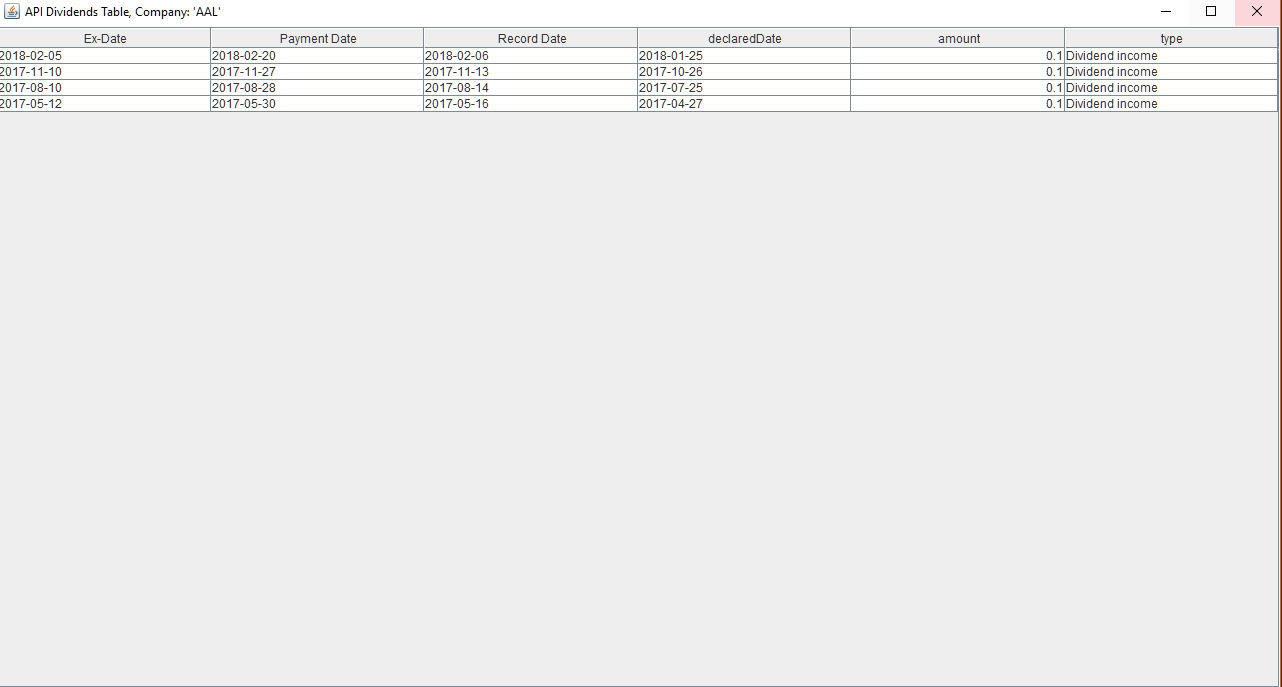 API Dividends Table, Company: 'AAL'
Ex-Date Payment Date Record Date declaredDate amount type
2018-02-05 2018-02-20 2018-02-06 2018-01-25 0.1 Dividend income
2017-11-10 2017-11-27 2017-11-13 2017-10-26 0.1 Dividend income
2017-08-10 2017-08-28 2017-08-14 2017-07-25 0.1 Dividend income
2017-05-12 2017-05-30 2017-05-16 2017-04-27 0.1 Dividend income